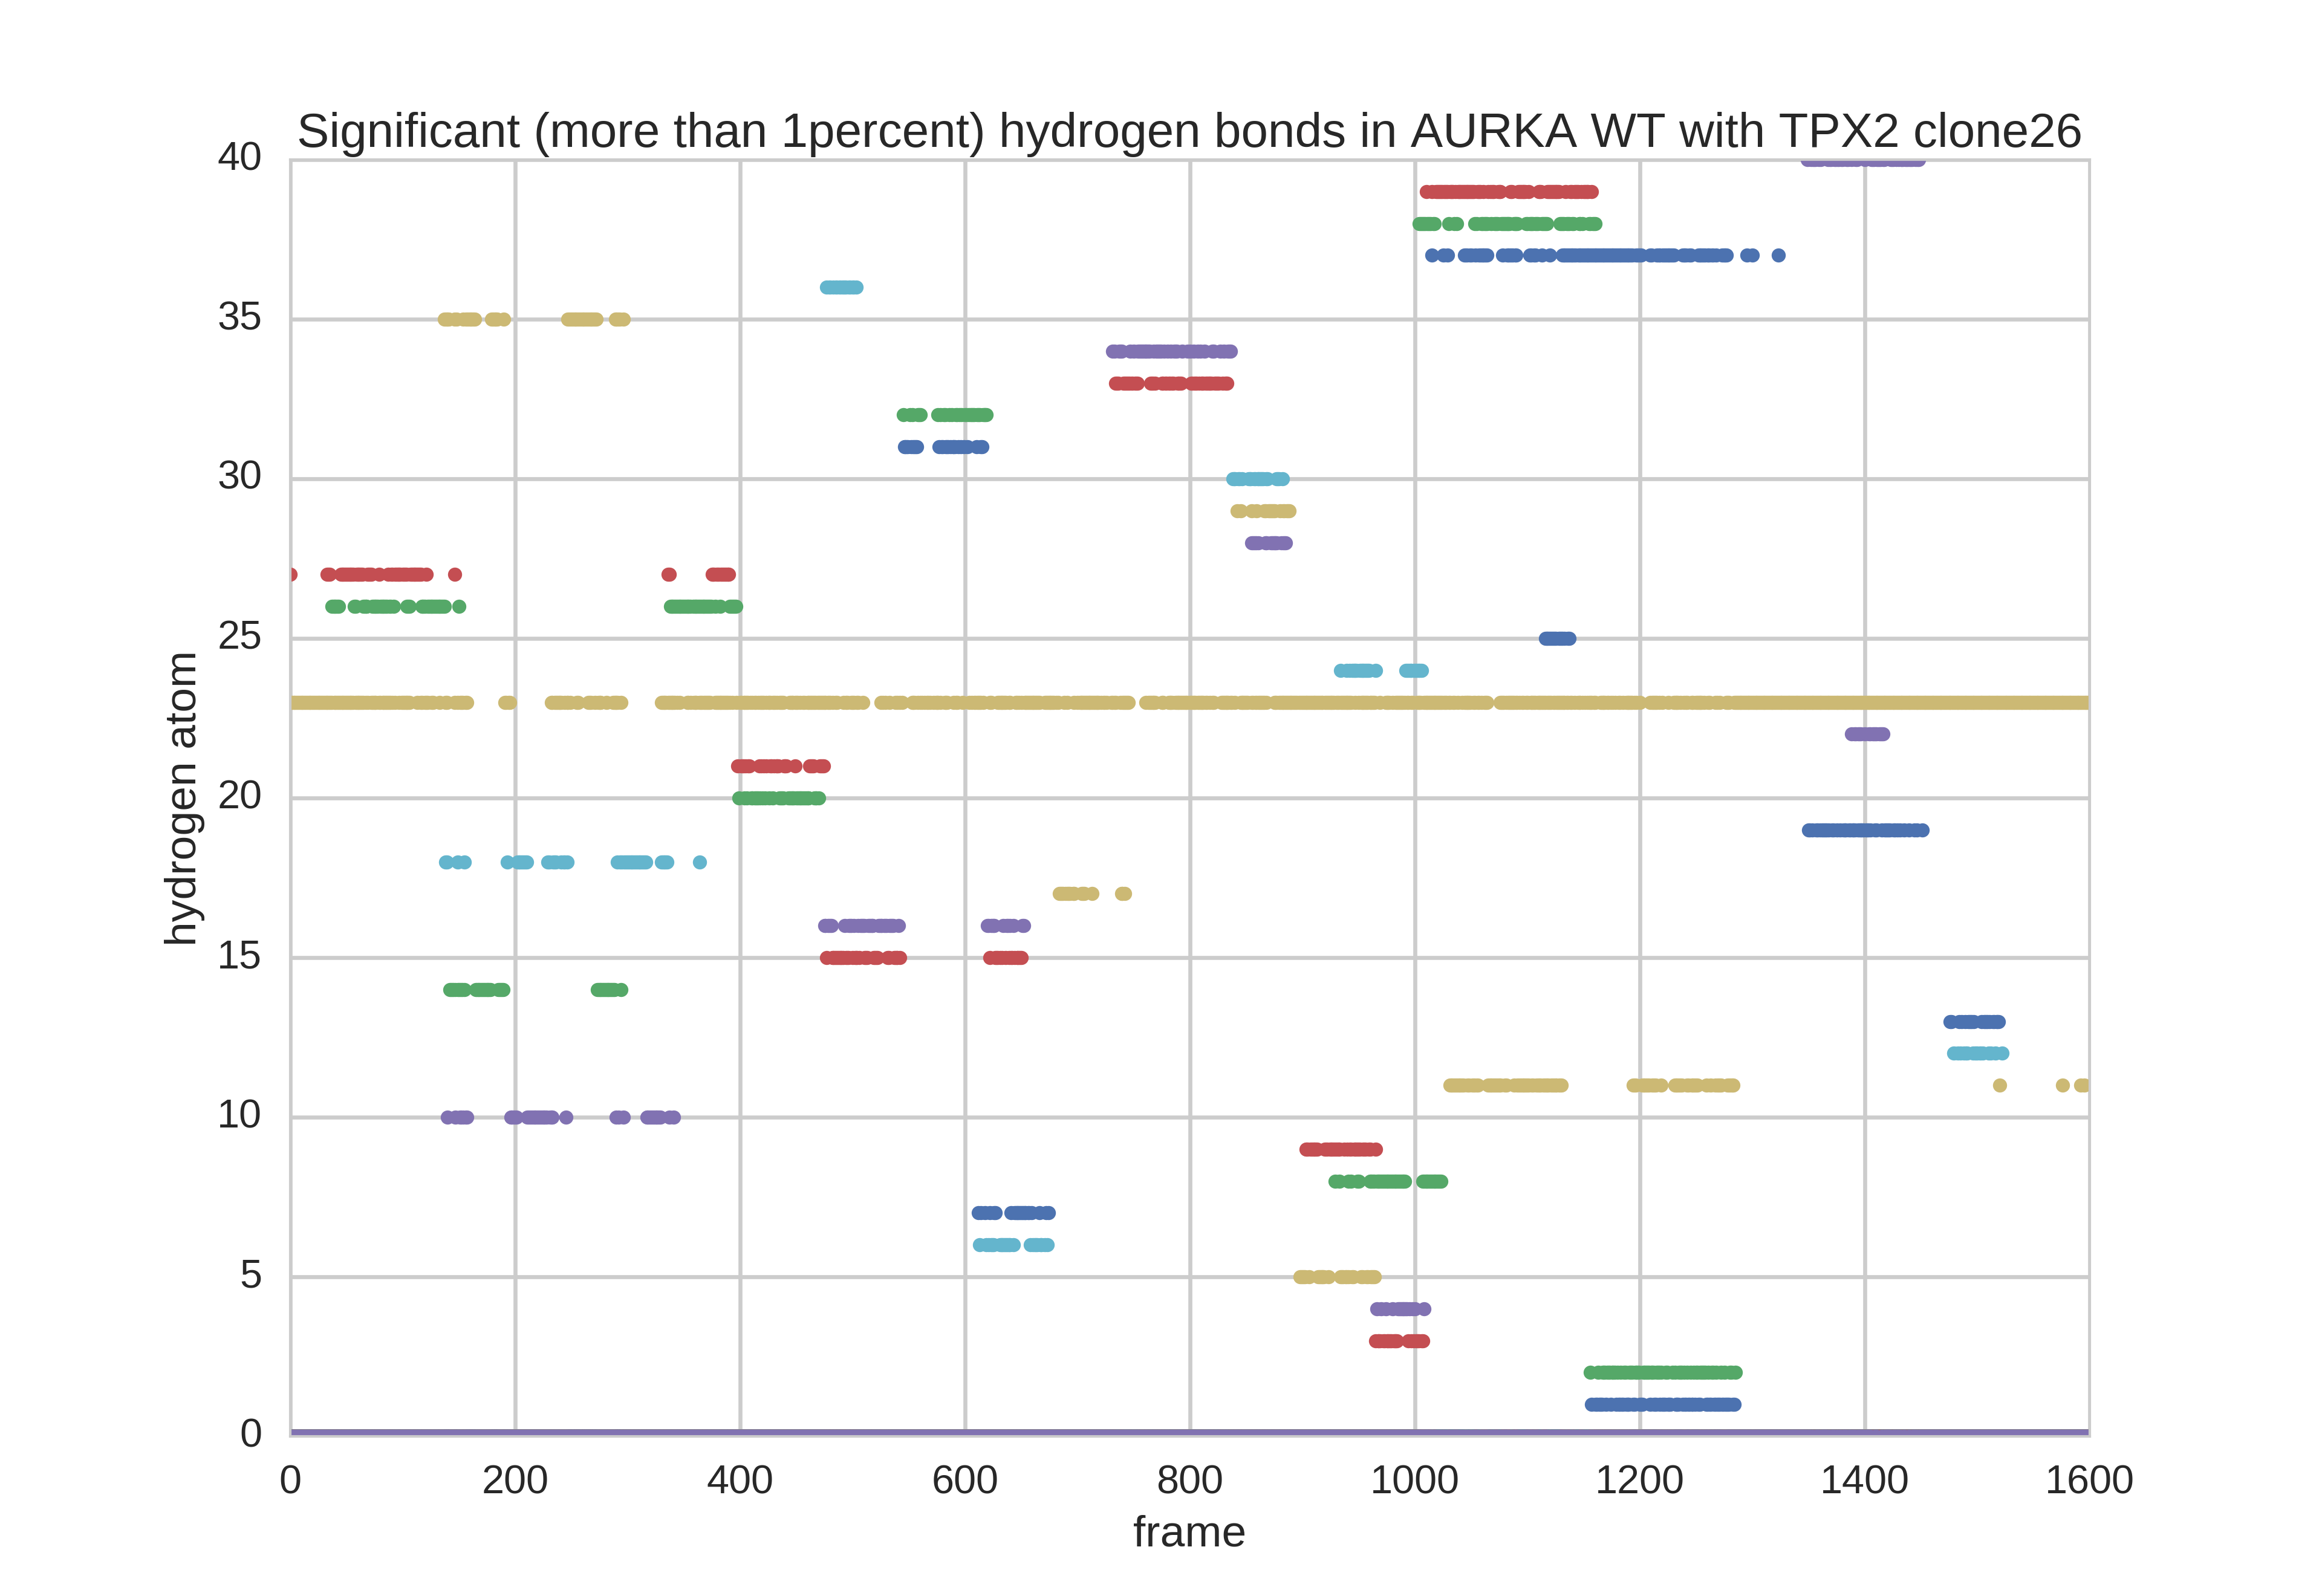 Significant (more than 1percent) hydrogen bonds in AURKA WT with TPX2 clone26
40
35
30
25
20
15
10
5
0
hydrogen atom
0 200 400 600 800 1000 1200 1400 1600
frame